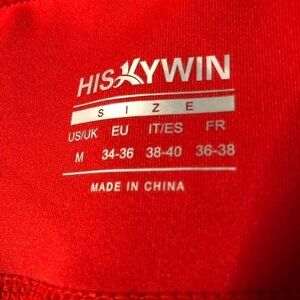 HISKYWIN
SIZE
US/UK EU IT/ES FR
M 34-36 38-40 36-38
MADE IN CHINA